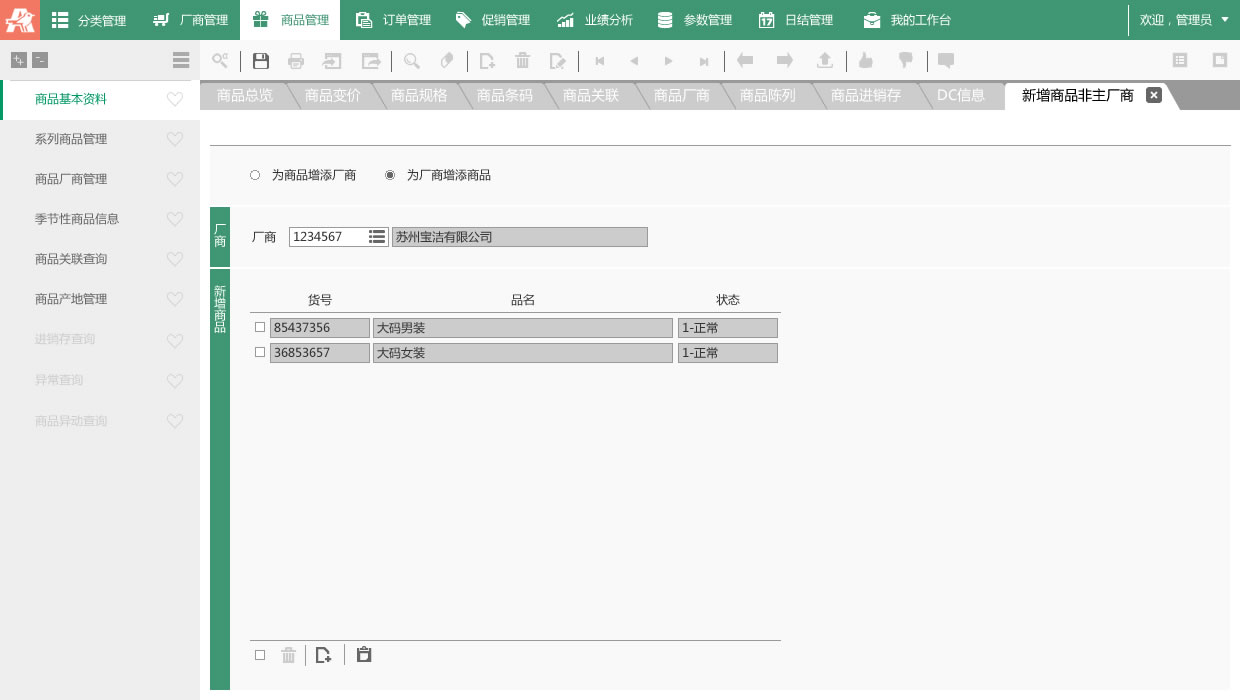 分类管理 厂商管理 商品管理 订单管理 促销管理 业绩分析 参数管理 日结管理 我的工作台 欢迎，管理员
商品总览 商品变价 商品规格 商品条码 商品关联 商品厂商 商品陈列 商品进销存 DC信息 新增商品非主厂商
商品基本资料
系列商品管理
商品厂商管理
季节性商品信息
商品关联查询
商品产地管理
进销存查询
异常查询
商品异动查询
为商品增添厂商 为厂商增添商品
厂商
厂商 1234567 苏州宝洁有限公司
新增商品
货号 品名 状态
85437356 大码男装 1-正常
36853657 大码女装 1-正常